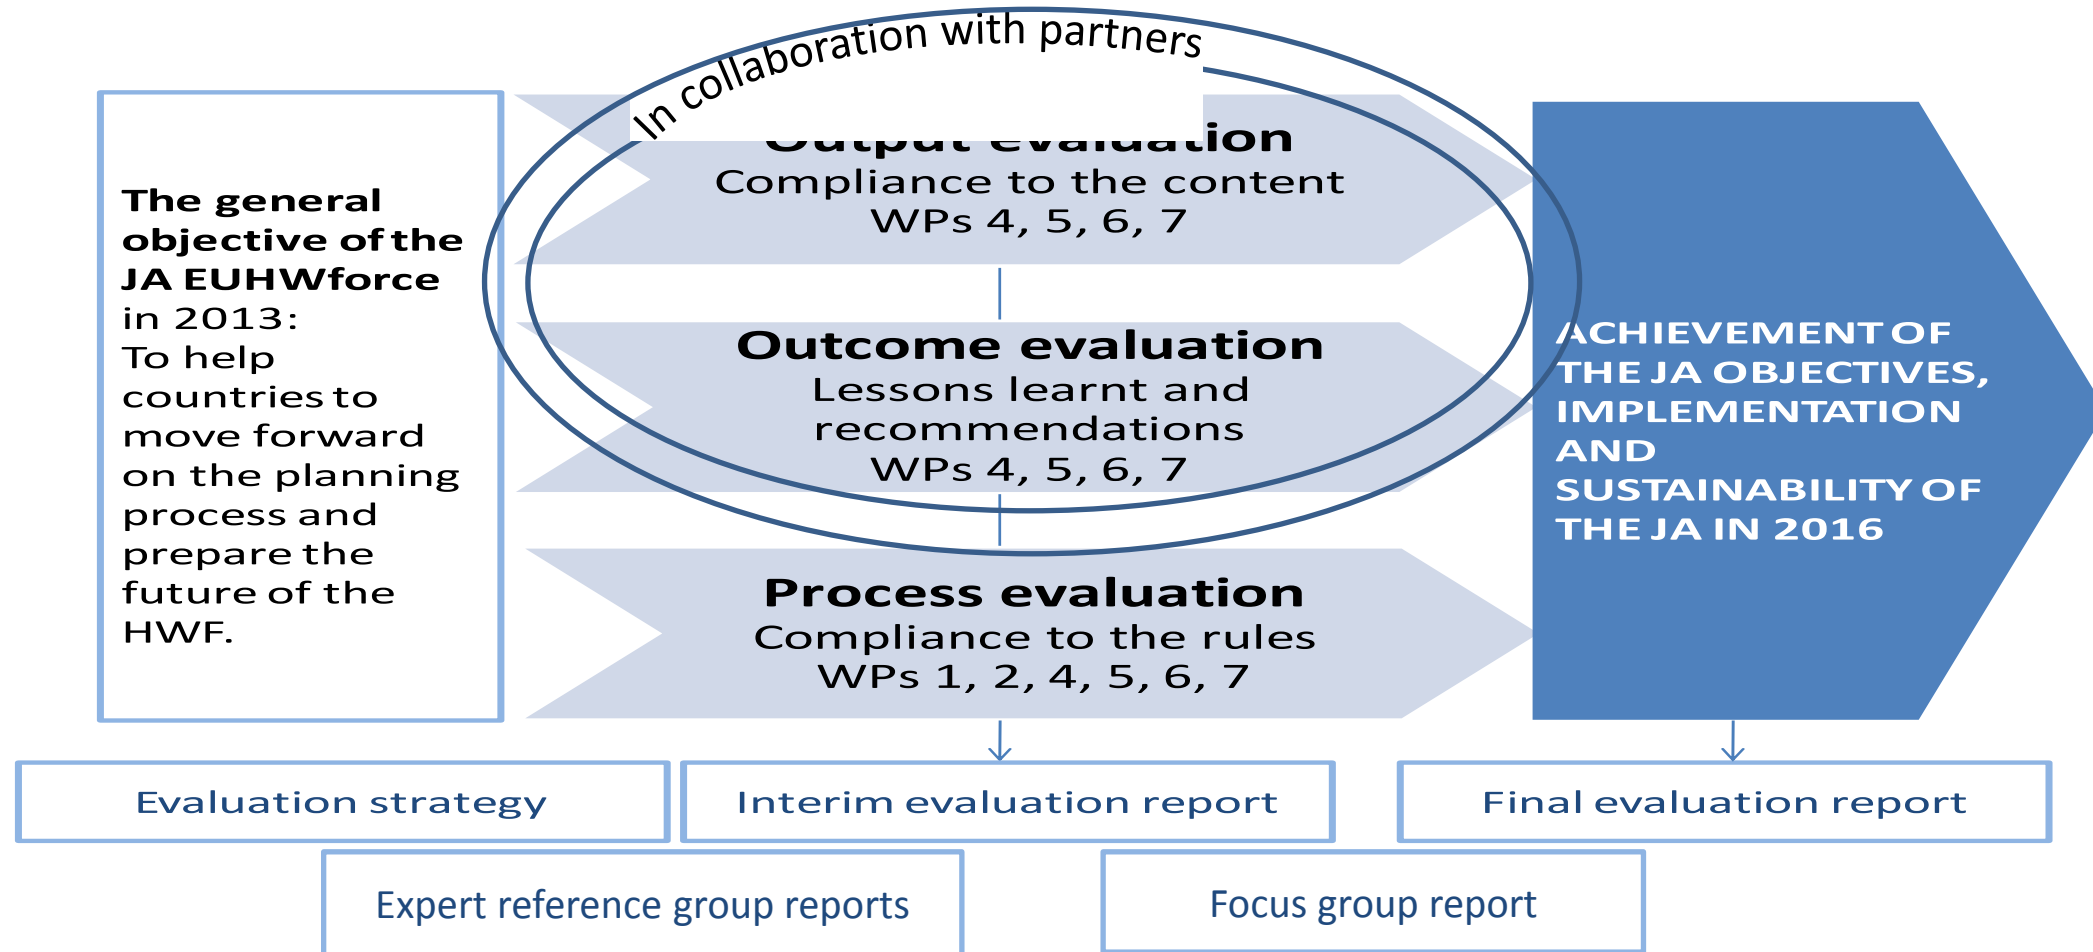 In collaboration with partners
The general
objective of the
JA EUHWforce
in 2013:
To help
countries to
move forward
on the planning
process and
prepare the
future of the
HWF.
Output evaluation
Compliance to the content
WPs 4, 5, 6, 7
Outcome evaluation
Lessons learnt and
recommendations
WPs 4, 5, 6, 7
Process evaluation
Compliance to the rules
WPs 1, 2, 4, 5, 6, 7
ACHIEVEMENT OF
THE JA OBJECTIVES,
IMPLEMENTATION
AND
SUSTAINABILITY OF
THE JA IN 2016
Evaluation strategy
Interim evaluation report
Final evaluation report
Expert reference group reports
Focus group report